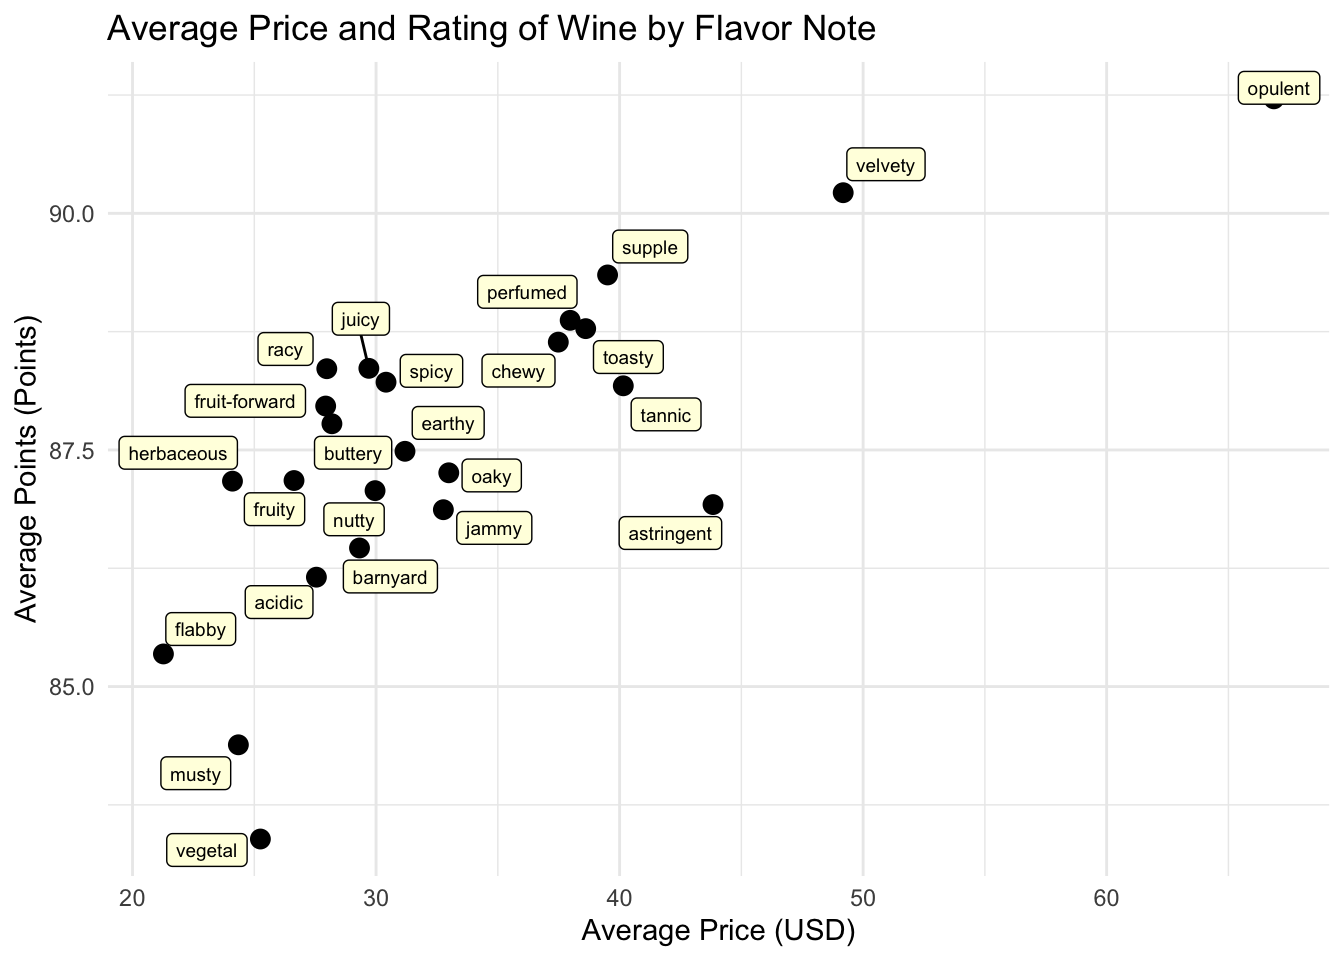 Average Price and Rating of Wine by Flavor Note
opulent
velvety
90.0
supple
perfumed
juicy
racy
toasty
spicy
chewy
fruit-forward
tannic
earthy
herbaceous
buttery
87.5
oaky
fruity
nutty
jammy
astringent
barnyard
acidic
flabby
85.0
musty
vegetal
Average Points (Points)
20 30 40 50 60
Average Price (USD)